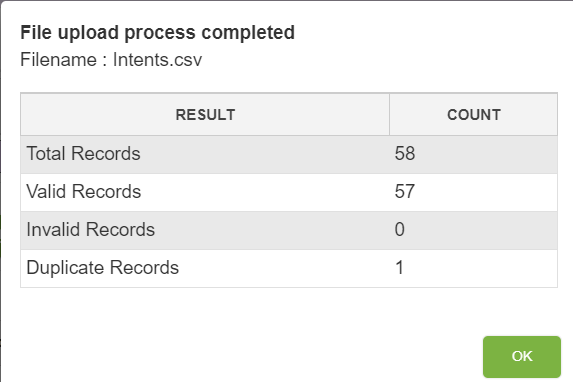 File upload process completed
Filename : Intents.csv
RESULT COUNT
Total Records 58
Valid Records 57
Invalid Records 0
Duplicate Records 1
OK